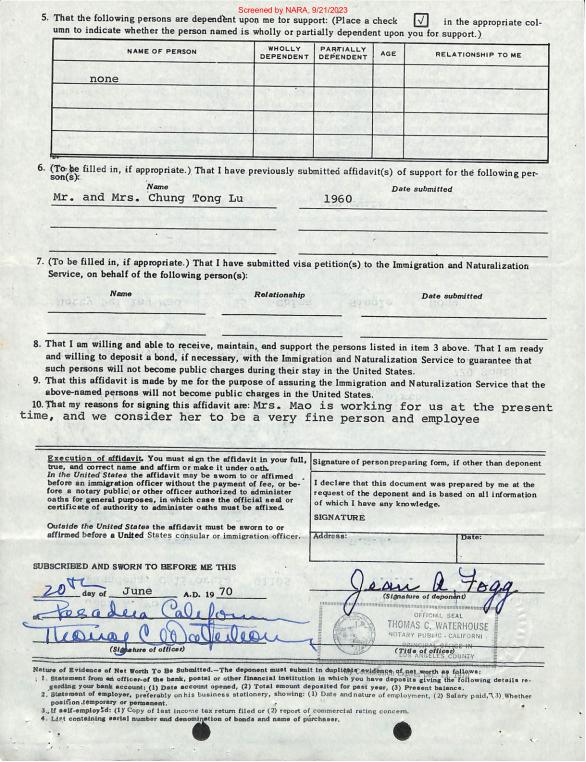 Screened by NARA, 9/21/2023
5. That the following persons are dependent upon me for support: (Place a check √ in the appropriate col-
umn to indicate whether the person named is wholly or partially dependent upon you for support.)
NAME OF PERSON WHOLLY DEPENDENT PARTIALLY DEPENDENT AGE RELATIONSHIP TO ME
none
6. (To be filled in, if appropriate.) That I have previously submitted affidavit(s) of support for the following per-
son(s):
Name Date submitted
Mr. and Mrs. Chung Tong Lu 1960
7. (To be filled in, if appropriate.) That I have submitted visa petition(s) to the Immigration and Naturalization
Service, on behalf of the following person(s):
Name Relationship Date submitted
8. That I am willing and able to receive, maintain, and support the persons listed in item 3 above. That I am ready
and willing to deposit a bond, if necessary, with the Immigration and Naturalization Service to guarantee that
such persons will not become public charges during their stay in the United States.
9. That this affidavit is made by me for the purpose of assuring the Immigration and Naturalization Service that the
above-named persons will not become public charges in the United States.
10. That my reasons for signing this affidavit are: Mrs. Mao is working for us at the present
time, and we consider her to be a very fine person and employee
Execution of affidavit. You must sign the affidavit in your full,
true, and correct name and affirm or make it under oath.
In the United States the affidavit may be sworn to or affirmed
before an immigration officer without the payment of fee, or be-
fore a notary public or other officer authorized to administer
oaths for general purposes, in which case the official seal or
certificate of authority to administer oaths must be affixed.
Outside the United States the affidavit must be sworn to or
affirmed before a United States consular or immigration officer.
Signature of person preparing form, if other than deponent
I declare that this document was prepared by me at the
request of the deponent and is based on all information
of which I have any knowledge.
SIGNATURE
Address: Date:
SUBSCRIBED AND SWORN TO BEFORE ME THIS
20th day of June A.D. 1970
Jean R. Fogg
(Signature of deponent)
at Pasadena California
Thomas C Waterhouse
(Signature of officer)
OFFICIAL SEAL
THOMAS C. WATERHOUSE
NOTARY PUBLIC - CALIFORNI
PRINCIPAL OFFICE IN
(Title of officer)
LOS ANGELES COUNTY
Nature of Evidence of Net Worth To Be Submitted.—The deponent must submit in duplicate evidence of net worth as follows:
1. Statement from an officer of the bank, postal or other financial institution in which you have deposits giving the following details re-
garding your bank account: (1) Date account opened, (2) Total amount deposited for past year, (3) Present balance.
2. Statement of employer, preferably on his business stationery, showing: (1) Date and nature of employment, (2) Salary paid, (3) Whether
position temporary or permanent.
3. If self-employed: (1) Copy of last income tax return filed or (2) report of commercial rating concern.
4. List containing serial number and denomination of bonds and name of purchaser.